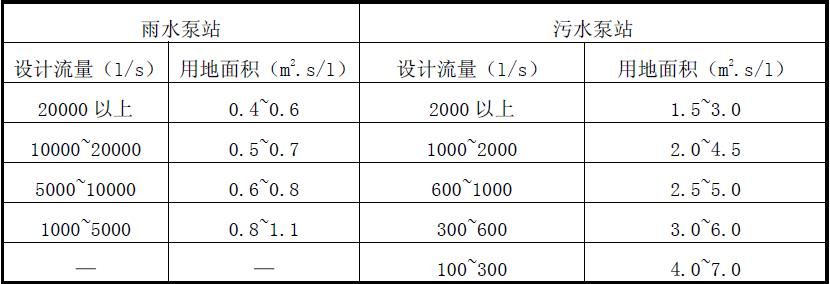 雨水泵站 污水泵站
设计流量（l/s） 用地面积（m².s/l） 设计流量（l/s） 用地面积（m².s/l）
20000 以上 0.4~0.6 2000 以上 1.5~3.0
10000~20000 0.5~0.7 1000~2000 2.0~4.5
5000~10000 0.6~0.8 600~1000 2.5~5.0
1000~5000 0.8~1.1 300~600 3.0~6.0
— — 100~300 4.0~7.0